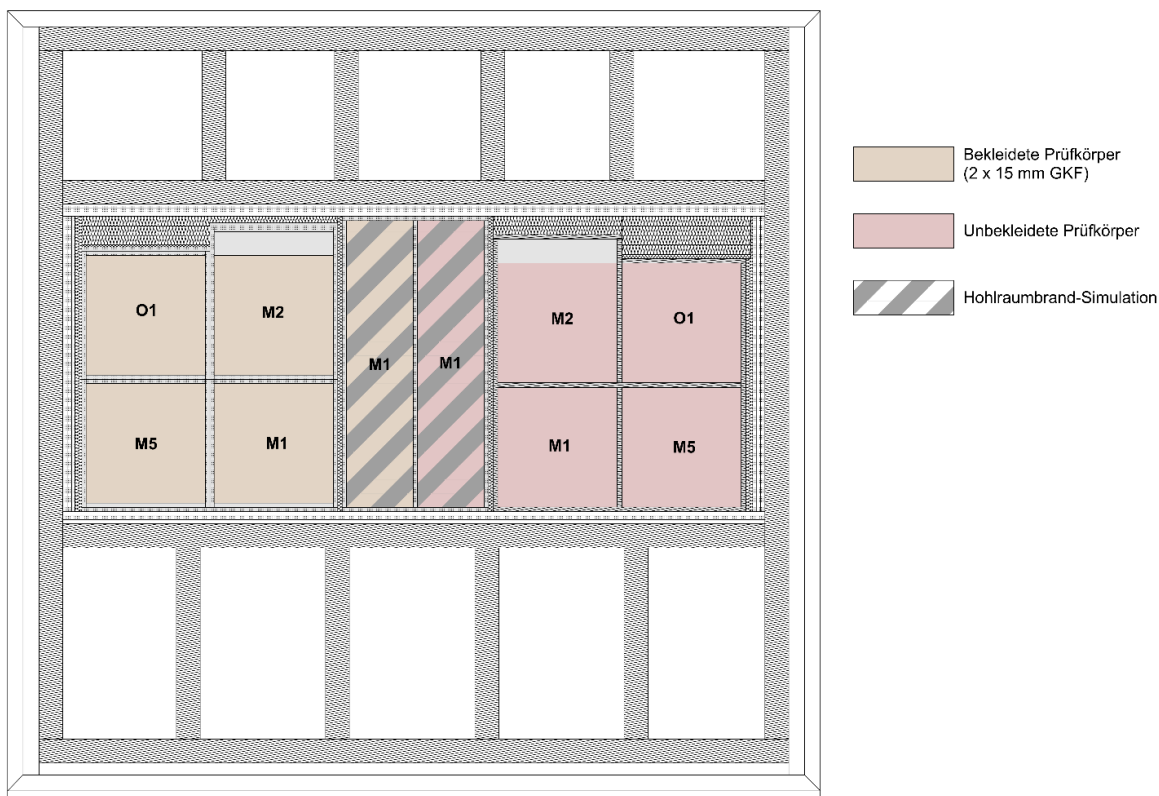 O1
M2
M5
M1
M1
M1
M2
O1
M1
M5
Bekleidete Prüfkörper
(2 x 15 mm GKF)
Unbekleidete Prüfkörper
Hohlraumbrand-Simulation